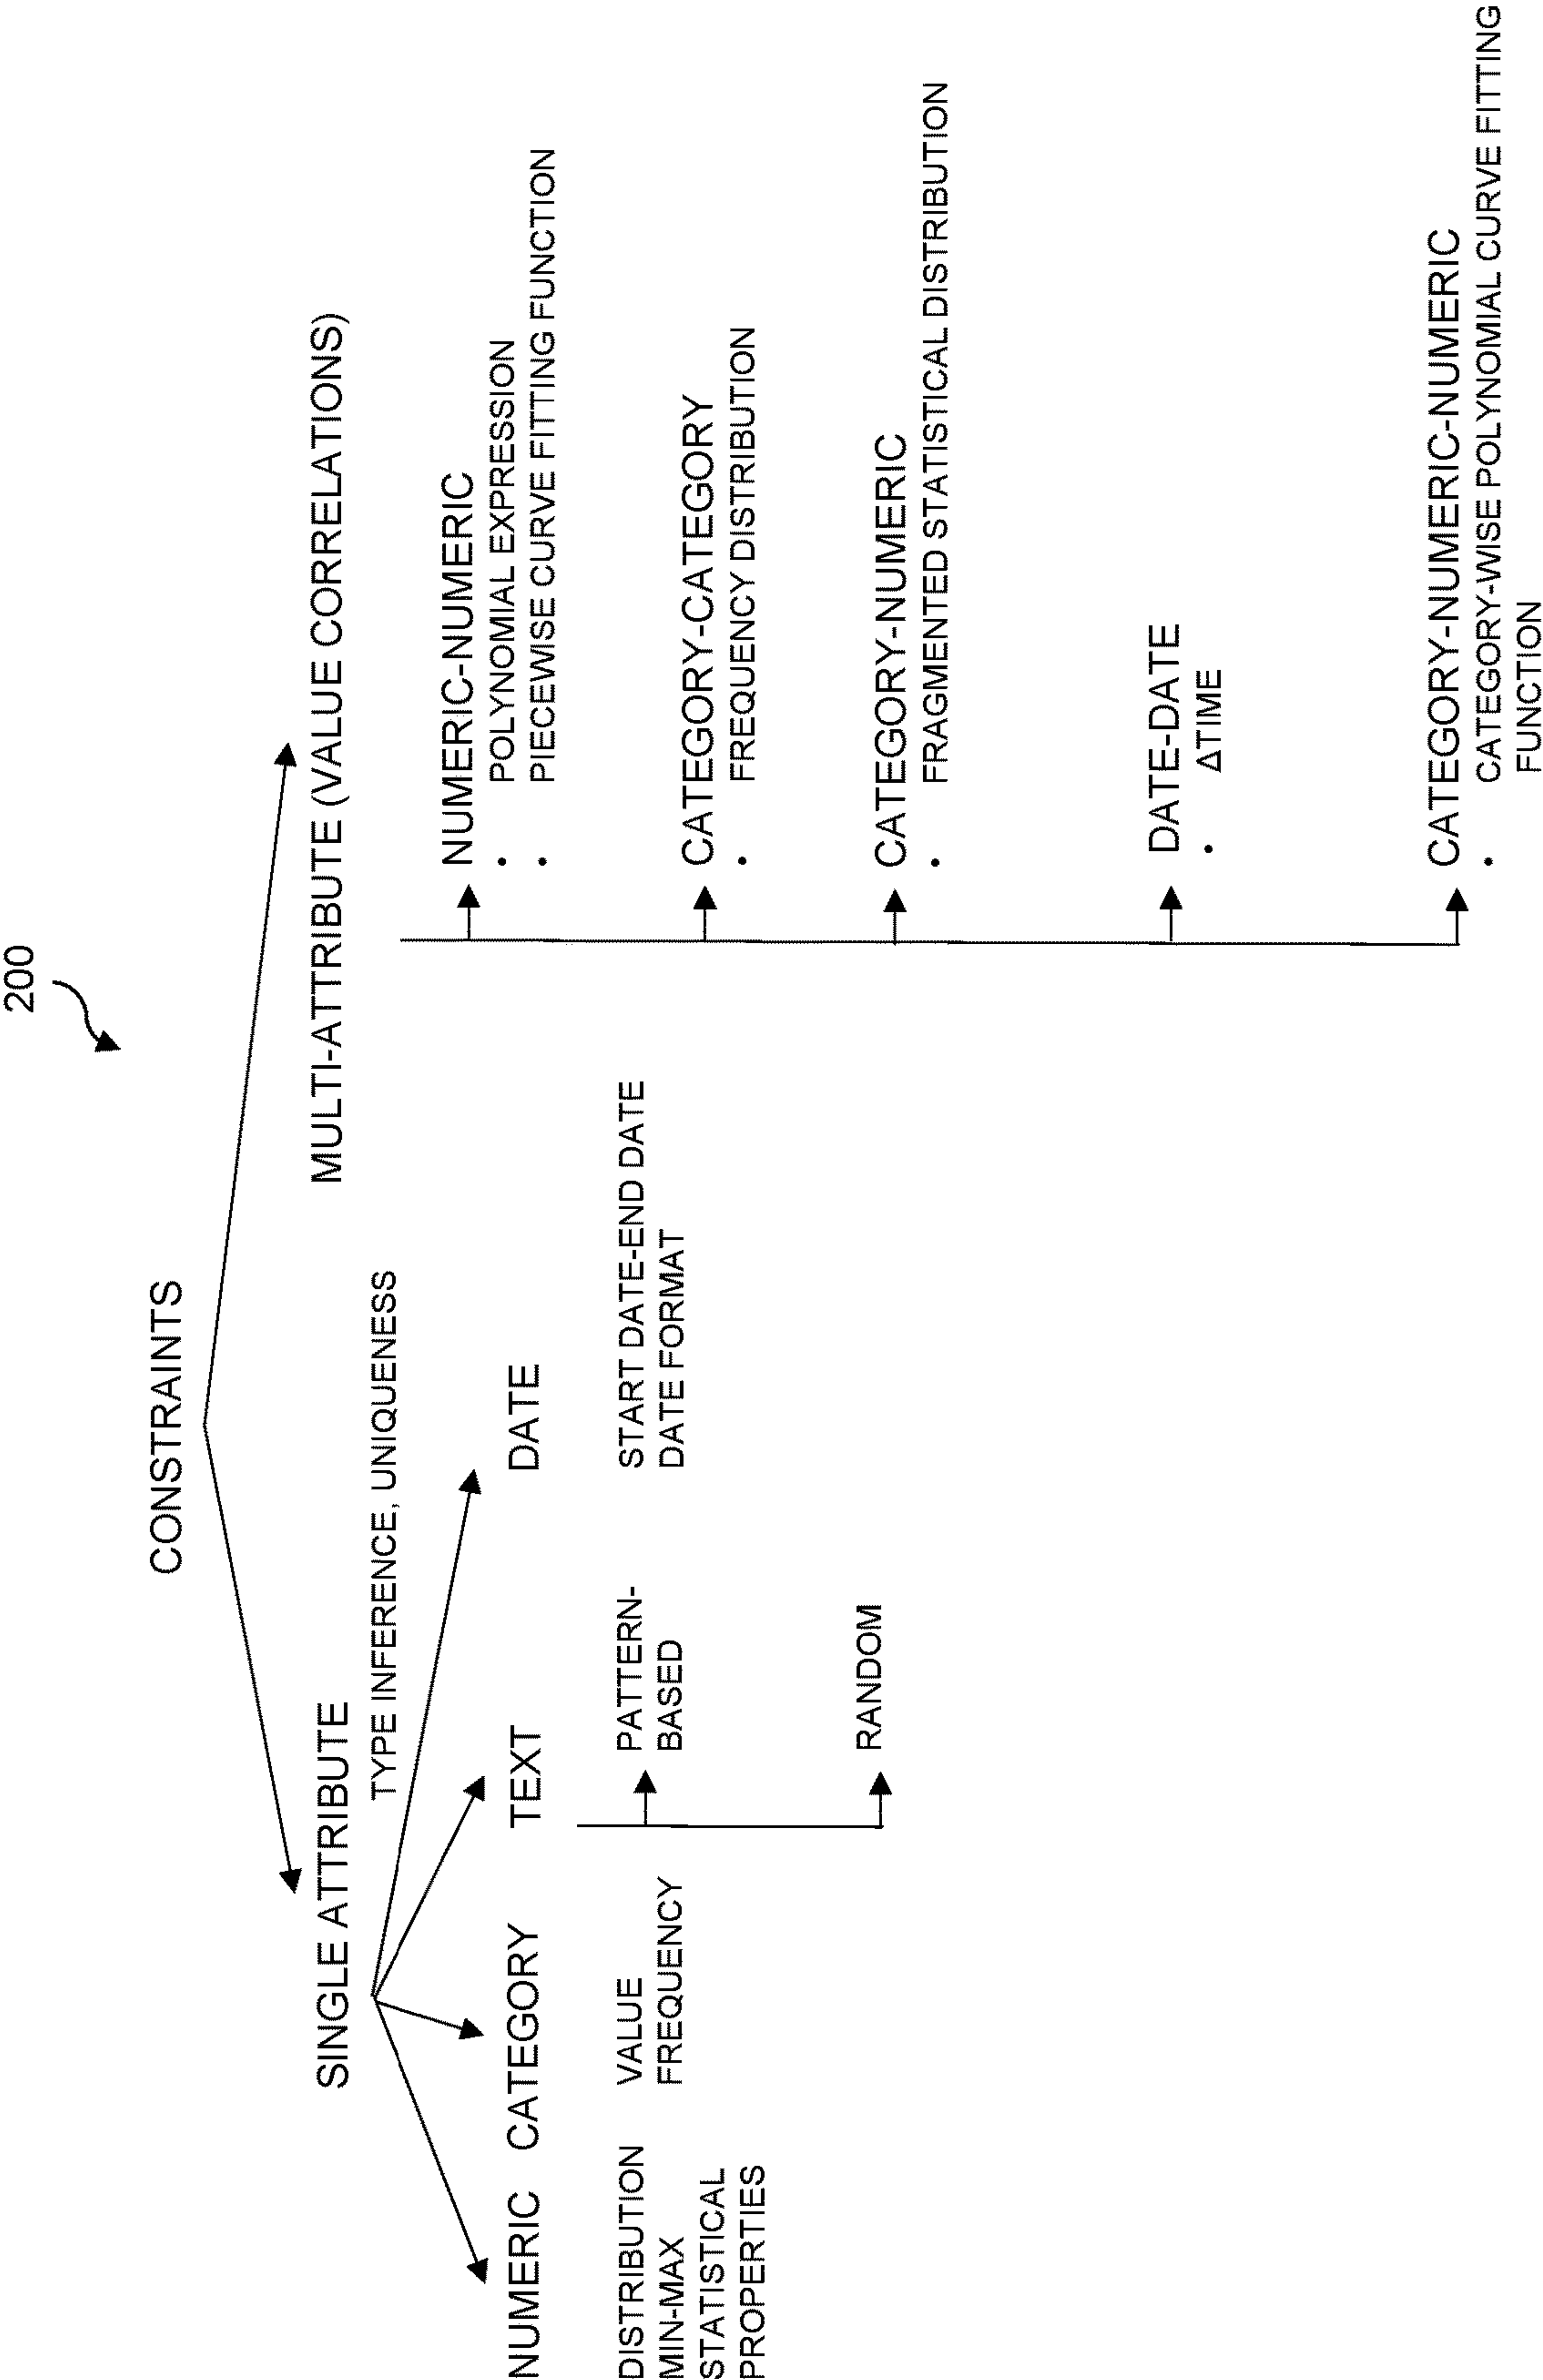 200
CONSTRAINTS
SINGLE ATTRIBUTE
TYPE INFERENCE, UNIQUENESS
NUMERIC
DISTRIBUTION
MIN-MAX
STATISTICAL
PROPERTIES
CATEGORY
VALUE
FREQUENCY
TEXT
PATTERN-
BASED
RANDOM
DATE
START DATE-END DATE
DATE FORMAT
MULTI-ATTRIBUTE (VALUE CORRELATIONS)
NUMERIC-NUMERIC
• POLYNOMIAL EXPRESSION
• PIECEWISE CURVE FITTING FUNCTION
CATEGORY-CATEGORY
• FREQUENCY DISTRIBUTION
CATEGORY-NUMERIC
• FRAGMENTED STATISTICAL DISTRIBUTION
DATE-DATE
• ΔTIME
CATEGORY-NUMERIC-NUMERIC
• CATEGORY-WISE POLYNOMIAL CURVE FITTING
FUNCTION